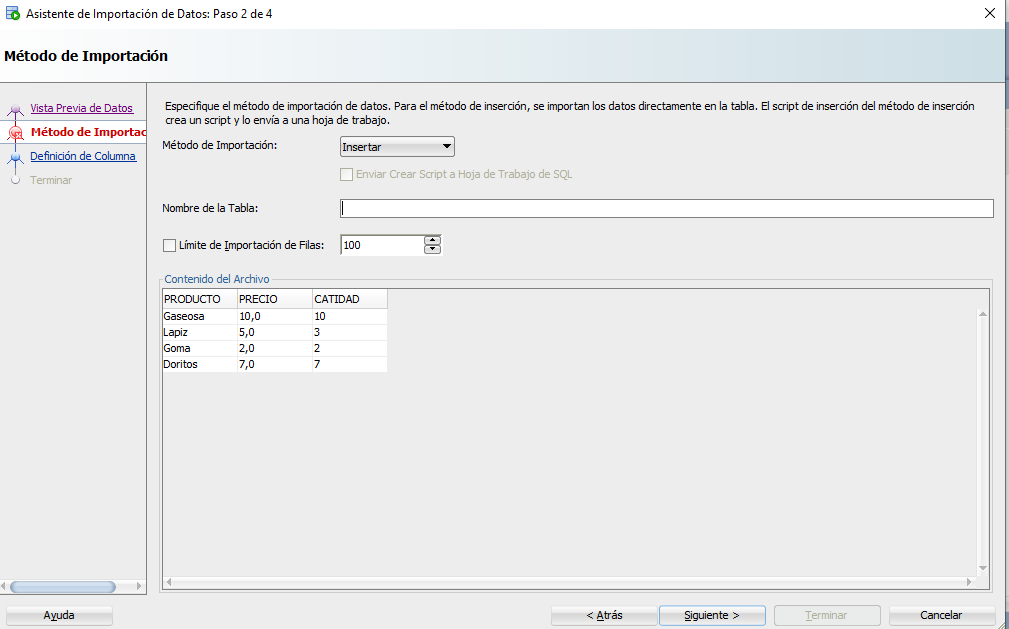 Asistente de Importación de Datos: Paso 2 de 4
Método de Importación
Vista Previa de Datos
Método de Importac
Definición de Columna
Terminar
Especifique el método de importación de datos. Para el método de inserción, se importan los datos directamente en la tabla. El script de inserción del método de inserción
crea un script y lo envía a una hoja de trabajo.
Método de Importación: Insertar
Enviar Crear Script a Hoja de Trabajo de SQL
Nombre de la Tabla:
Límite de Importación de Filas: 100
Contenido del Archivo
PRODUCTO PRECIO CATIDAD
Gaseosa 10,0 10
Lapiz 5,0 3
Goma 2,0 2
Doritos 7,0 7
Ayuda < Atrás Siguiente > Terminar Cancelar